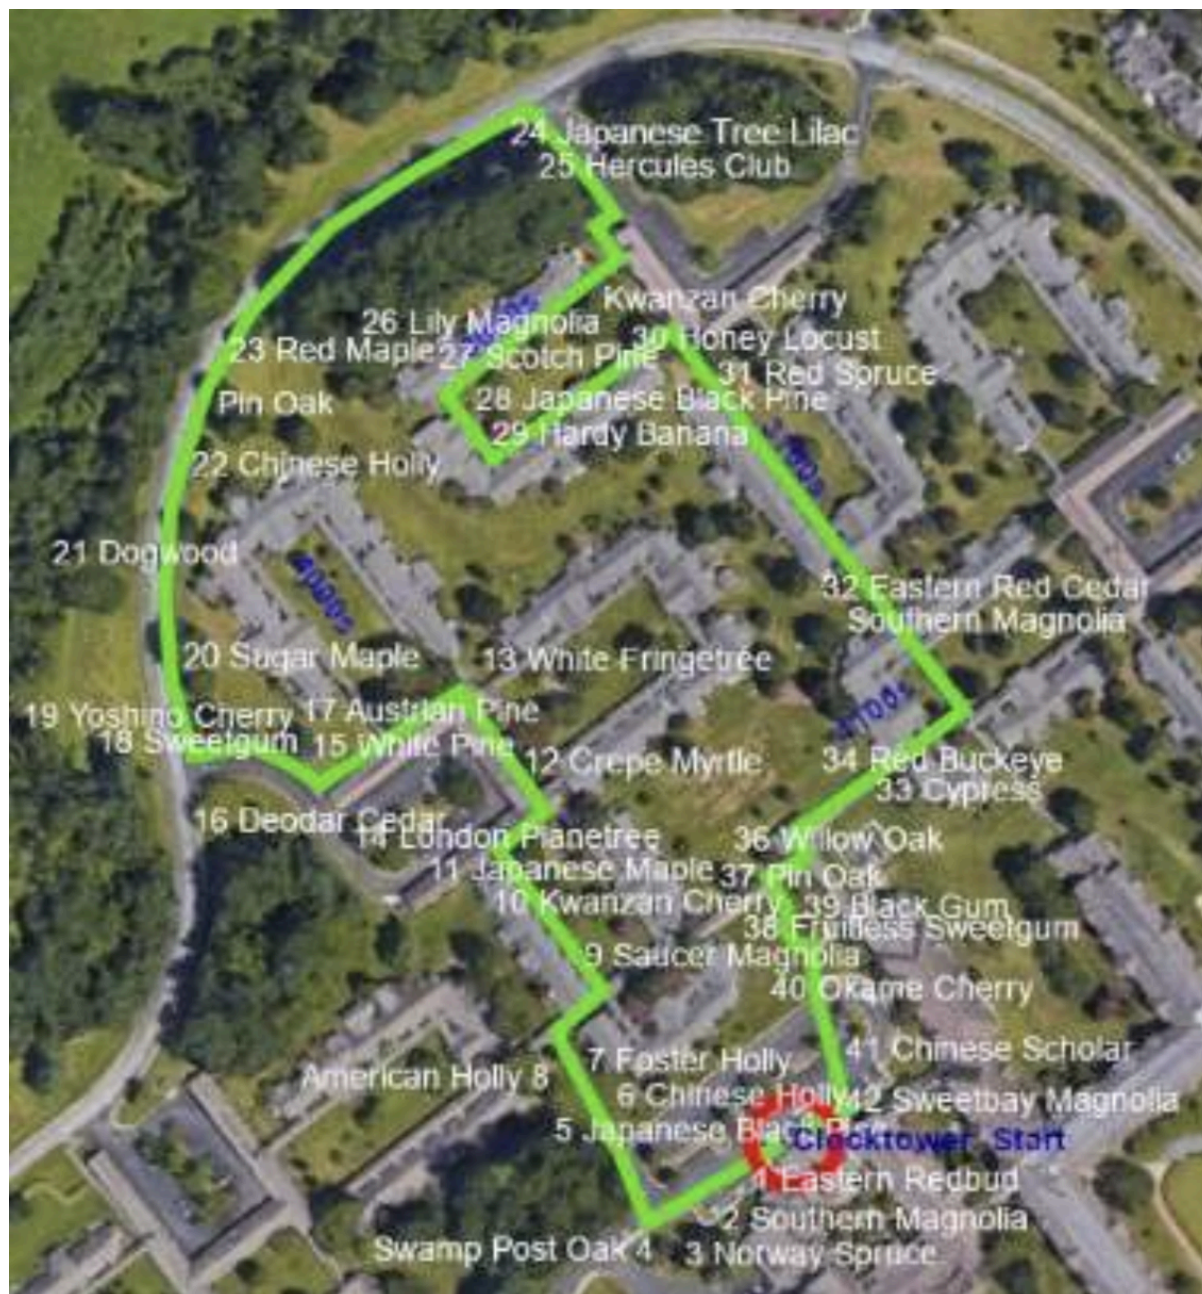 24 Japanese Tree Lilac
25 Hercules Club
Kwanzan Cherry
26 Lily Magnolia
30 Honey Locust
23 Red Maple
27 Scotch Pine
31 Red Spruce
Pin Oak
28 Japanese Black Pine
29 Hardy Banana
22 Chinese Holly
21 Dogwood
4000s
32 Eastern Red Cedar
Southern Magnolia
20 Sugar Maple
13 White Fringetree
19 Yoshino Cherry
17 Austrian Pine
18 Sweetgum
15 White Pine
12 Crepe Myrtle
34 Red Buckeye
33 Cypress
16 Deodar Cedar
14 London Planetree
36 Willow Oak
11 Japanese Maple
37 Pin Oak
10 Kwanzan Cherry
39 Black Gum
38 Fruitless Sweetgum
9 Saucer Magnolia
40 Okame Cherry
41 Chinese Scholar
7 Foster Holly
American Holly 8
6 Chinese Holly
42 Sweetbay Magnolia
5 Japanese Black Pine
Clocktower Start
1 Eastern Redbud
2 Southern Magnolia
Swamp Post Oak 4
3 Norway Spruce